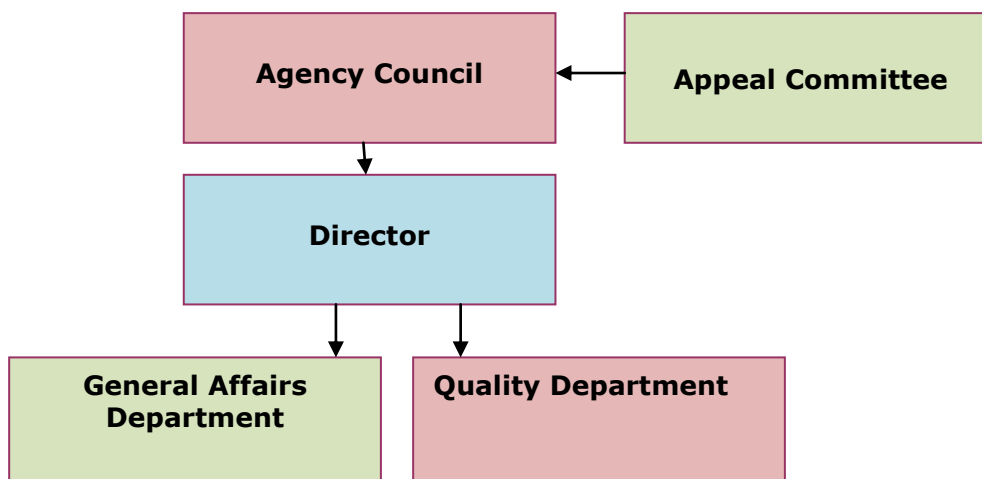 Agency Council
Appeal Committee
Director
General Affairs
Department
Quality Department